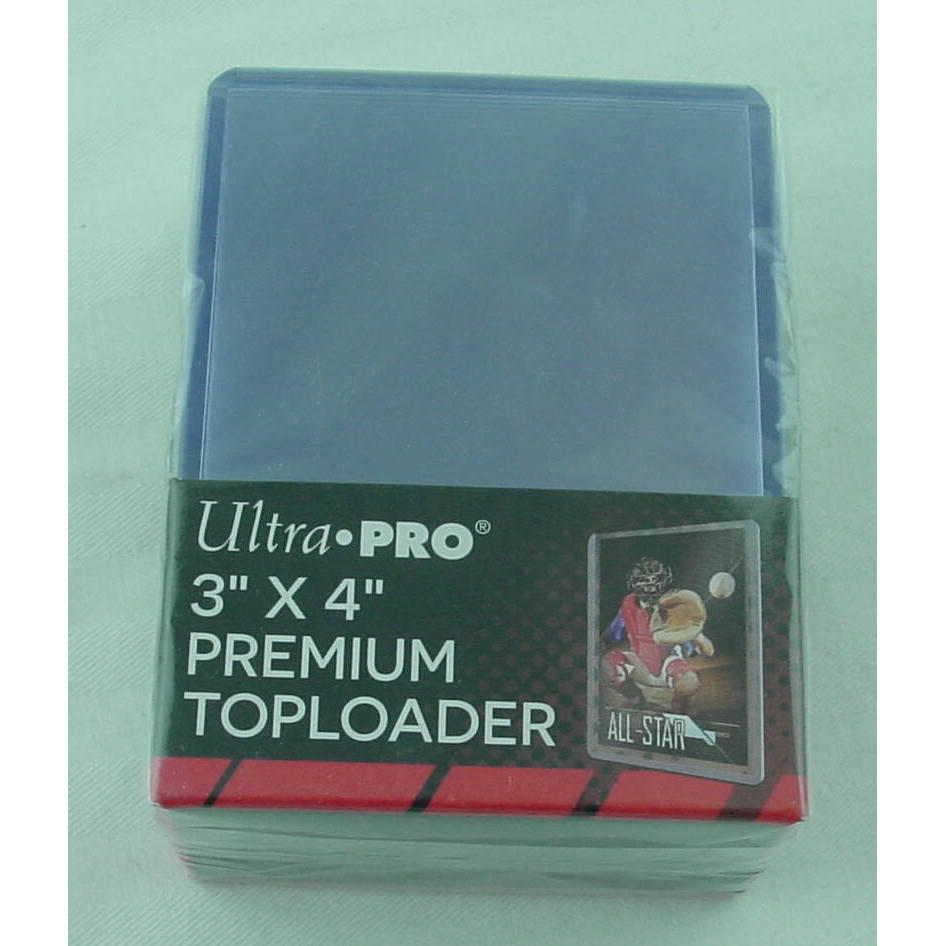 Ultra•PRO®
3" X 4"
PREMIUM
TOPLOADER
ALL-STAR